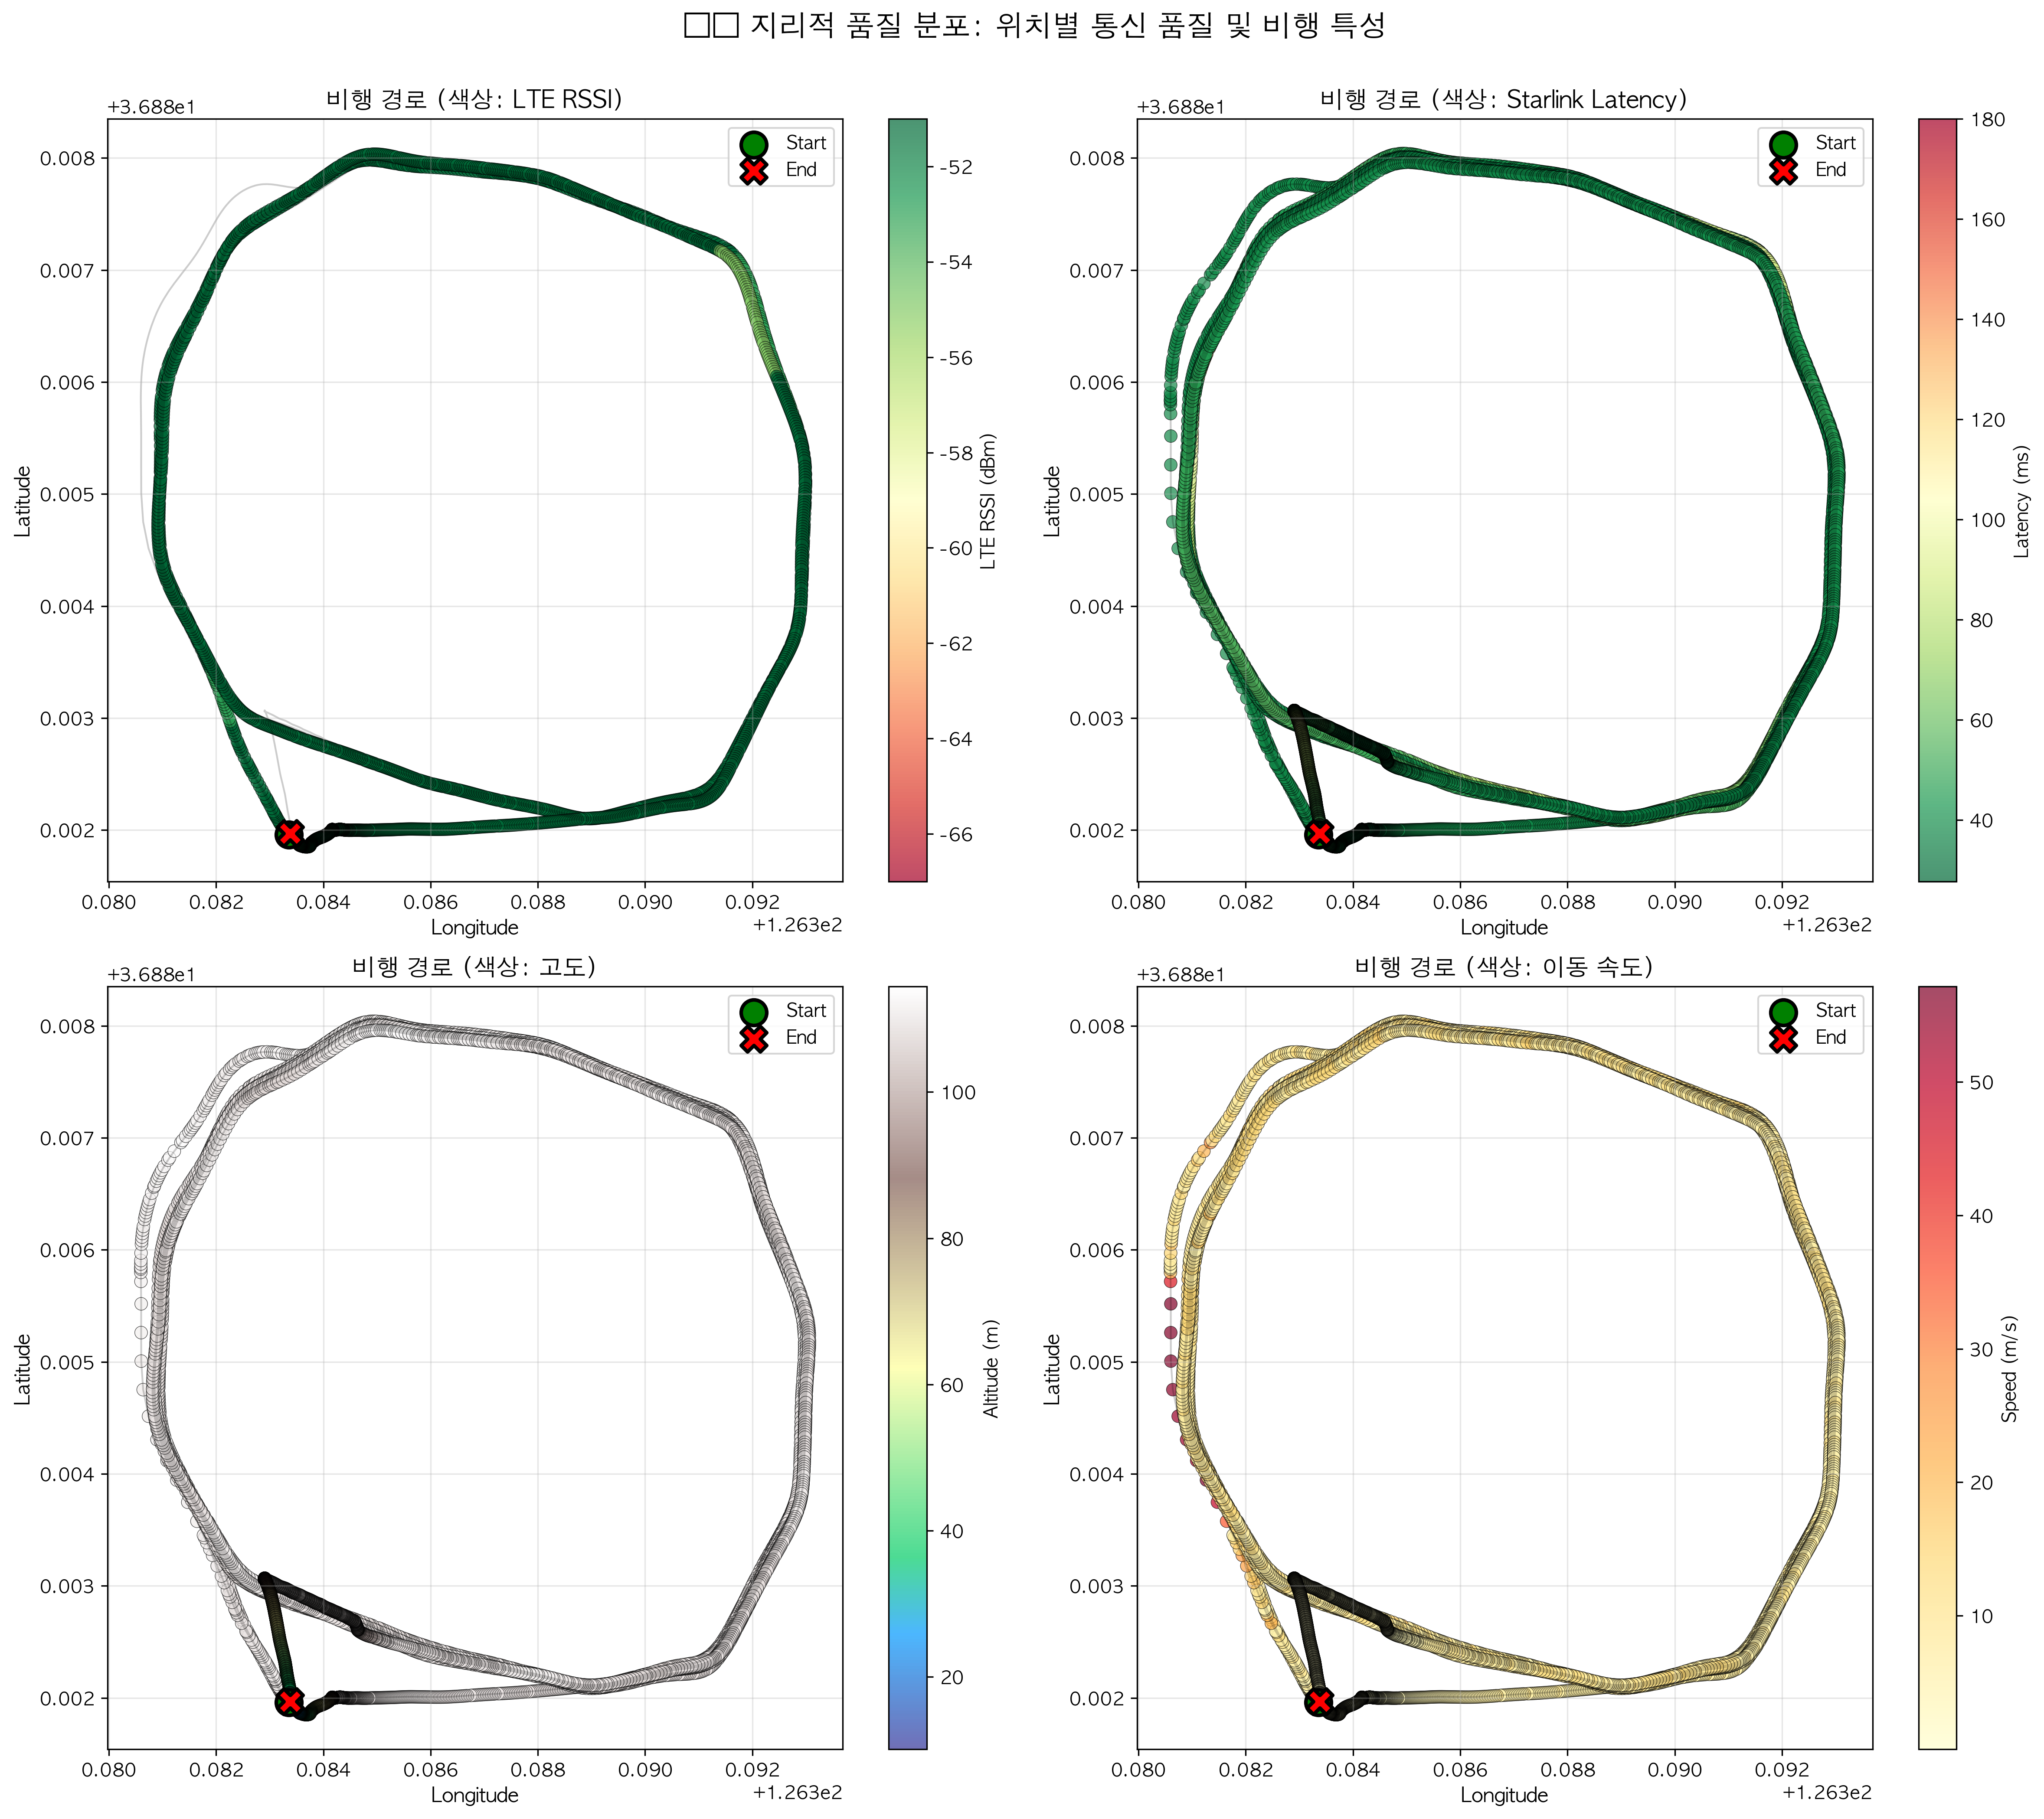 □□ 지리적 품질 분포: 위치별 통신 품질 및 비행 특성
비행 경로 (색상: LTE RSSI)
+3.688e1
Start
End
0.008
0.007
0.006
0.005
0.004
0.003
0.002
Latitude
0.080 0.082 0.084 0.086 0.088 0.090 0.092
Longitude
+1.263e2
-52
-54
-56
-58
-60
-62
-64
-66
LTE RSSI (dBm)
비행 경로 (색상: Starlink Latency)
+3.688e1
Start
End
0.008
0.007
0.006
0.005
0.004
0.003
0.002
Latitude
0.080 0.082 0.084 0.086 0.088 0.090 0.092
Longitude
+1.263e2
180
160
140
120
100
80
60
40
Latency (ms)
비행 경로 (색상: 고도)
+3.688e1
Start
End
0.008
0.007
0.006
0.005
0.004
0.003
0.002
Latitude
0.080 0.082 0.084 0.086 0.088 0.090 0.092
Longitude
+1.263e2
100
80
60
40
20
Altitude (m)
비행 경로 (색상: 이동 속도)
+3.688e1
Start
End
0.008
0.007
0.006
0.005
0.004
0.003
0.002
Latitude
0.080 0.082 0.084 0.086 0.088 0.090 0.092
Longitude
+1.263e2
50
40
30
20
10
Speed (m/s)